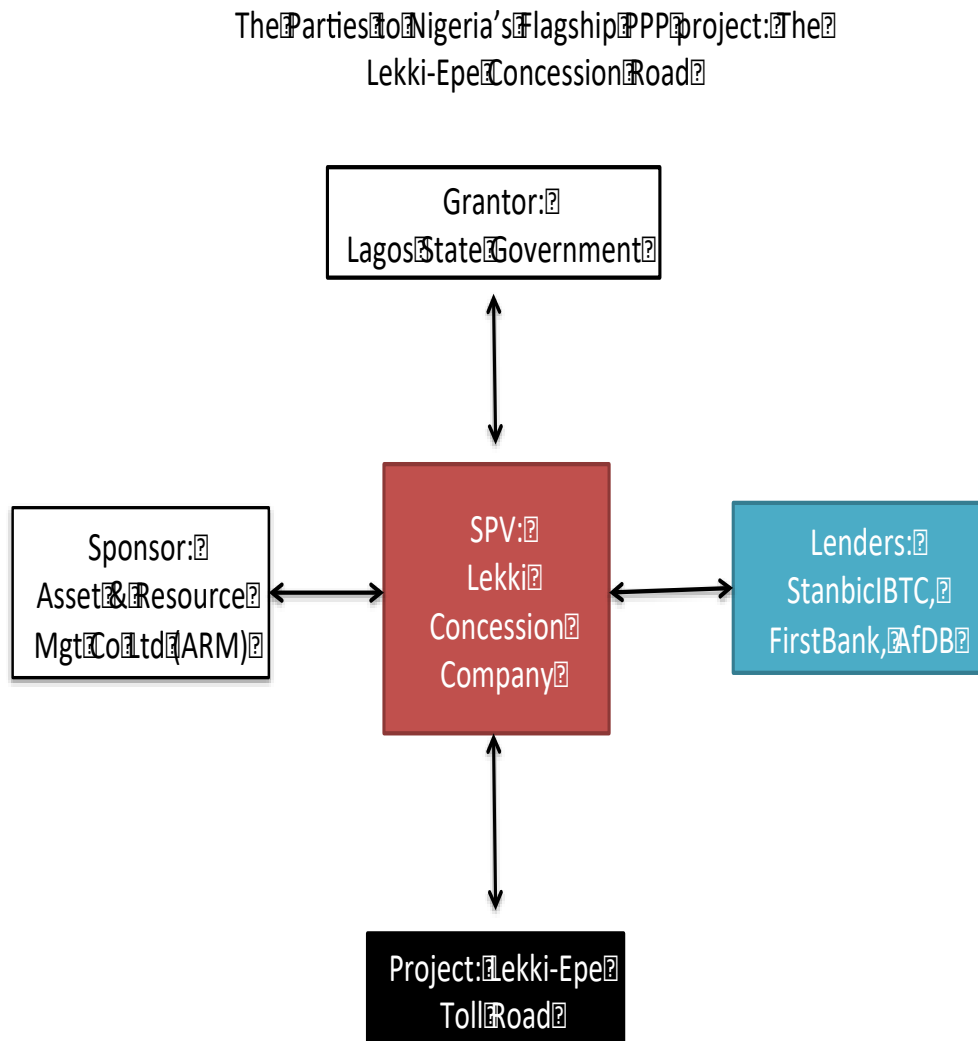 The Parties to Nigeria’s Flagship PPP project: The
Lekki-Epe Concession Road
Grantor:
Lagos State Government
SPV:
Lekki
Concession
Company
Sponsor:
Asset & Resource
Mgt Co Ltd (ARM)
Lenders:
StanbicIBTC,
FirstBank, AfDB
Project: Lekki-Epe
Toll Road